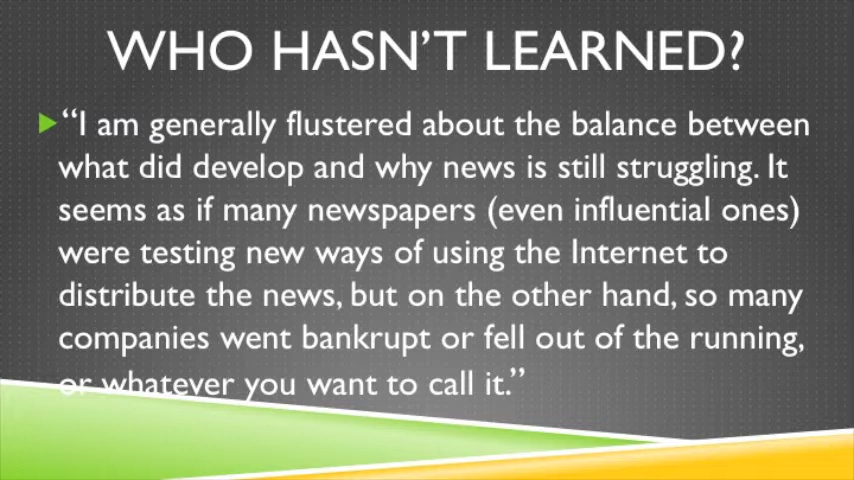 WHO HASN’T LEARNED?
“I am generally flustered about the balance between
what did develop and why news is still struggling. It
seems as if many newspapers (even influential ones)
were testing new ways of using the Internet to
distribute the news, but on the other hand, so many
companies went bankrupt or fell out of the running,
or whatever you want to call it.”